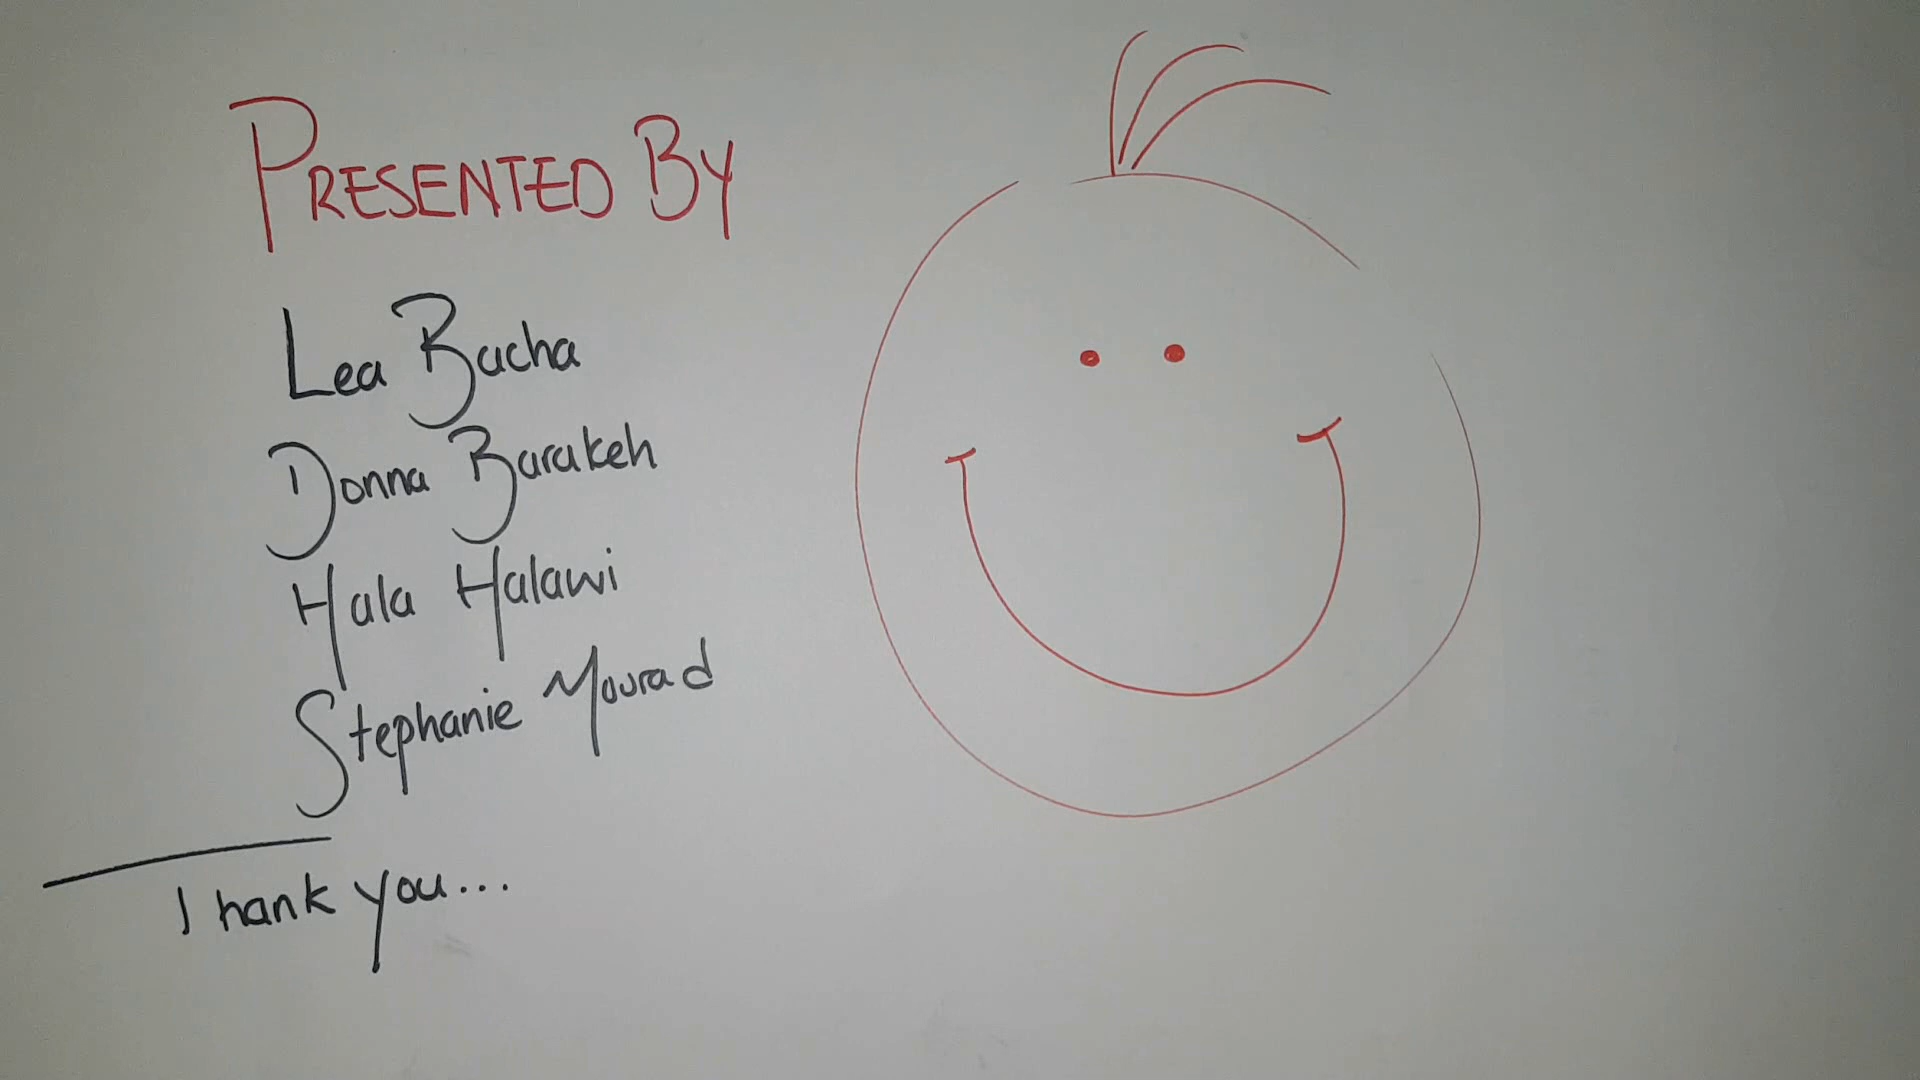 PRESENTED BY
Lea Bacha
Donna Barakeh
Hala Halawi
Stephanie Mourad
Thank you...